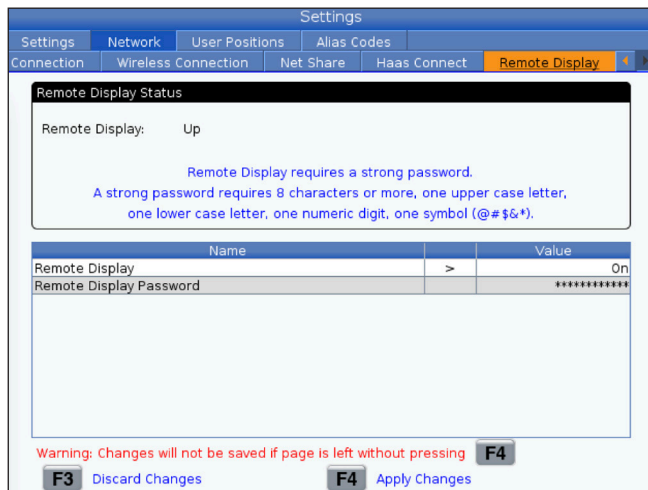 Settings
Settings Network User Positions Alias Codes
Connection Wireless Connection Net Share Haas Connect Remote Display
Remote Display Status
Remote Display: Up
Remote Display requires a strong password.
A strong password requires 8 characters or more, one upper case letter,
one lower case letter, one numeric digit, one symbol (@#$&*).
Name Value
Remote Display > On
Remote Display Password ************
Warning: Changes will not be saved if page is left without pressing F4
F3 Discard Changes F4 Apply Changes